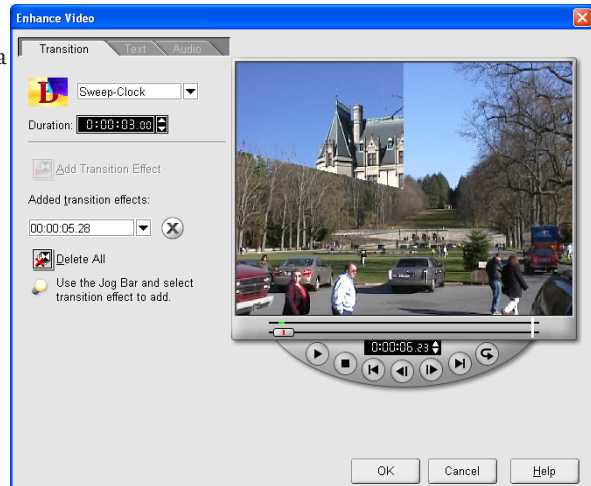 Enhance Video
a
Transition
Text
Audio
Sweep-Clock
Duration: 0:00:03.00
Add Transition Effect
Added transition effects:
00:00:05.28
Delete All
Use the Jog Bar and select
transition effect to add.
0:00:06.23
OK
Cancel
Help